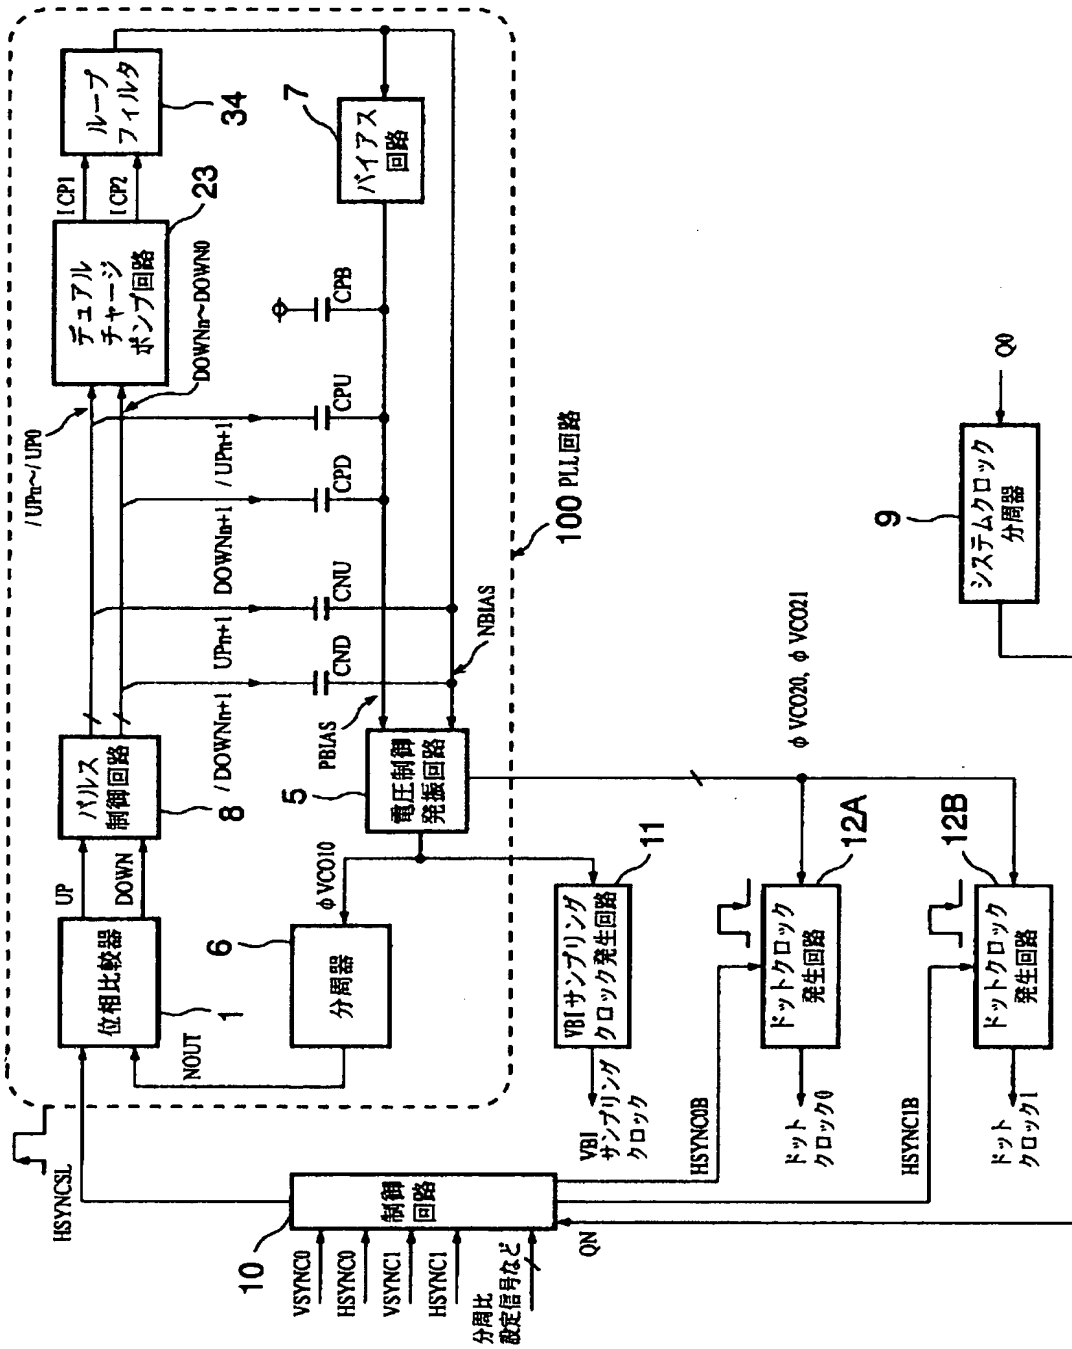 HSYNCSL
位相比較器
1
NOUT
UP
DOWN
パルス
制御回路
8
/UPn~/UP0
DOWNn~DOWN0
デュアル
チャージ
ポンプ回路
23
ICP1
ICP2
ループ
フィルタ
34
/DOWNn+1
UPn+1
DOWNn+1
/UPn+1
CND
CNU
CPD
CPU
CPB
バイアス
回路
7
PBIAS
NBIAS
電圧制御
発振回路
5
φVCO10
分周器
6
100 PLL回路
VBIサンプリング
クロック発生回路
11
VBI
サンプリング
クロック
φVCO20, φVCO21
ドットクロック
発生回路
12A
HSYNC0B
ドット
クロック0
ドットクロック
発生回路
12B
HSYNC1B
ドット
クロック1
制御
回路
10
VSYNC0
HSYNC0
VSYNC1
HSYNC1
分周比
設定信号など
QN
システムクロック
分周器
9
Q0